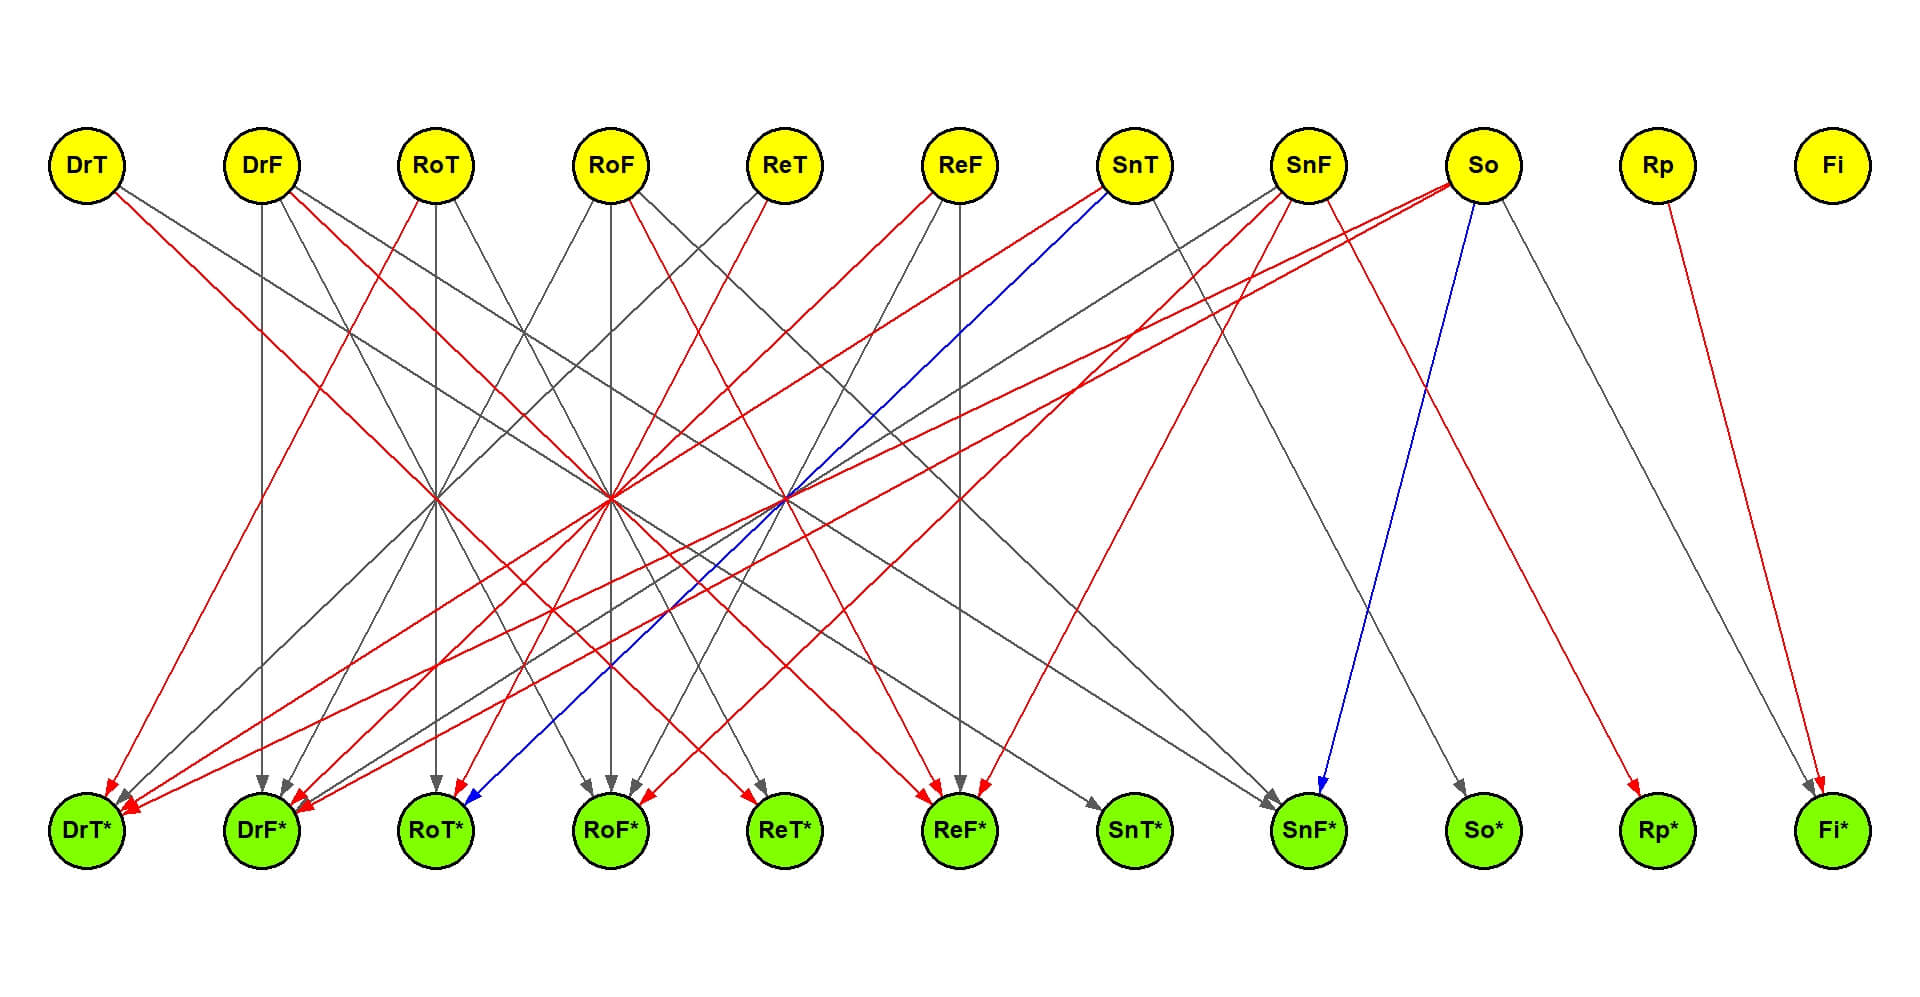 DrT DrF RoT RoF ReT ReF SnT SnF So Rp Fi
DrT* DrF* RoT* RoF* ReT* ReF* SnT* SnF* So* Rp* Fi*